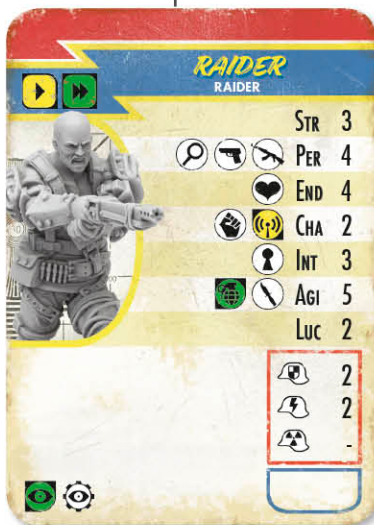 RAIDER
RAIDER
STR 3
PER 4
END 4
CHA 2
INT 3
AGI 5
LUC 2
2
2
-